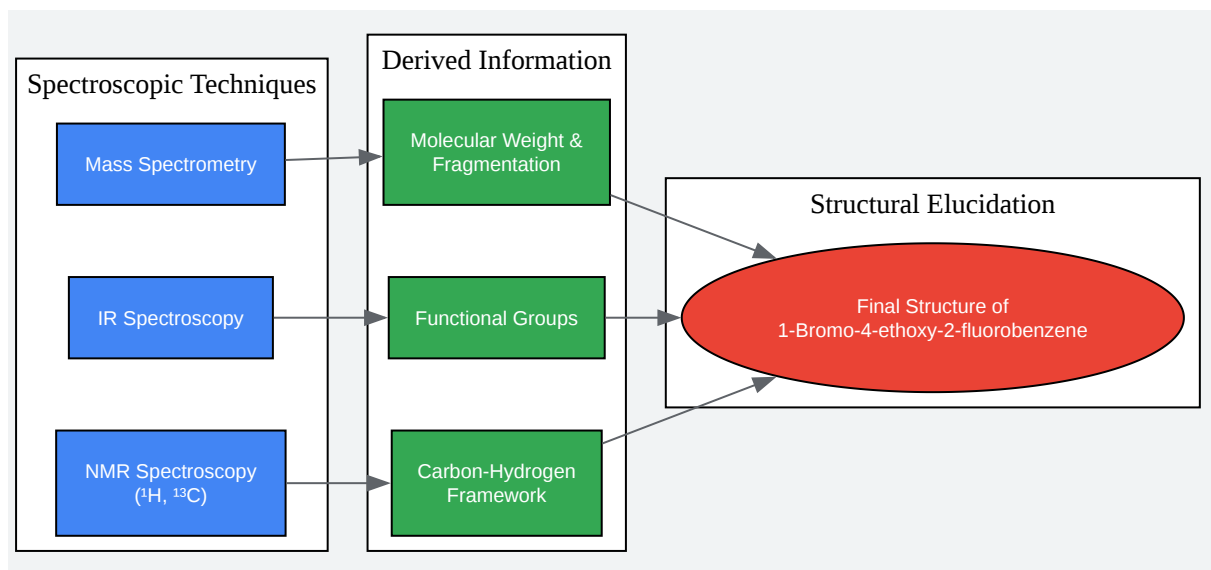 Spectroscopic Techniques
Mass Spectrometry
IR Spectroscopy
NMR Spectroscopy
(¹H, ¹³C)
Derived Information
Molecular Weight &
Fragmentation
Functional Groups
Carbon-Hydrogen
Framework
Structural Elucidation
Final Structure of
1-Bromo-4-ethoxy-2-fluorobenzene